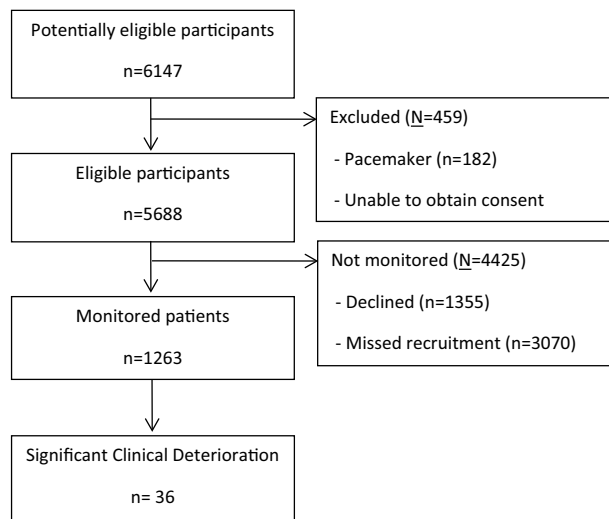 Potentially eligible participants
n=6147
Excluded (N=459)
- Pacemaker (n=182)
- Unable to obtain consent
Eligible participants
n=5688
Not monitored (N=4425)
- Declined (n=1355)
- Missed recruitment (n=3070)
Monitored patients
n=1263
Significant Clinical Deterioration
n= 36